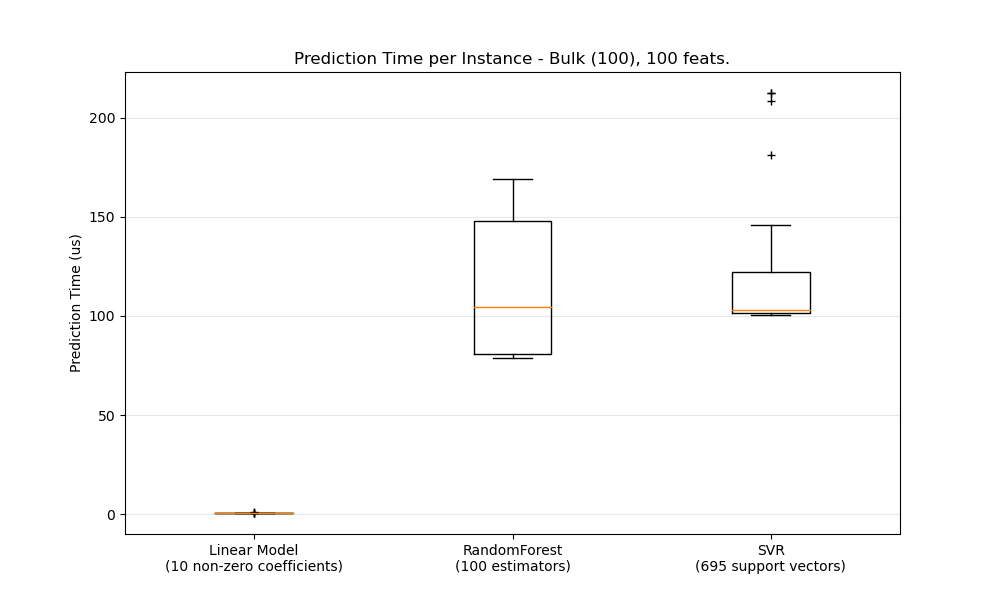 Prediction Time per Instance - Bulk (100), 100 feats.
Prediction Time (us)
200
150
100
50
0
Linear Model
(10 non-zero coefficients)
RandomForest
(100 estimators)
SVR
(695 support vectors)